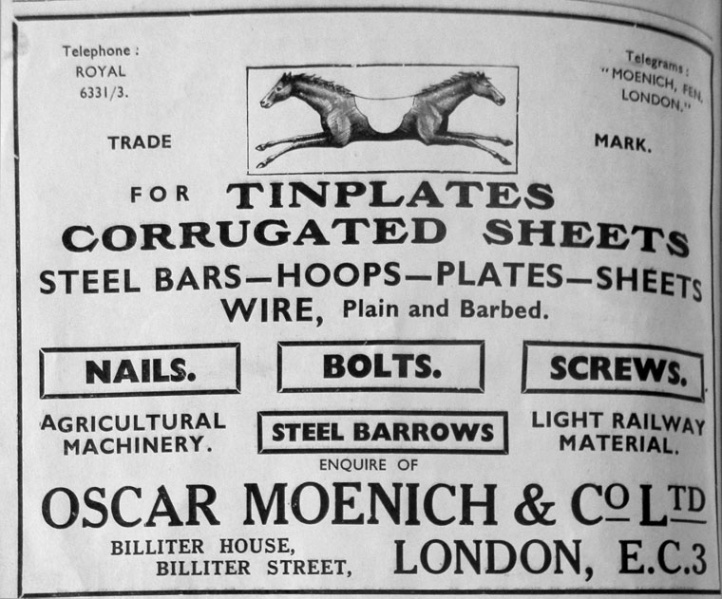 Telephone :
ROYAL
6331/3.
Telegrams :
"MOENICH, FEN,
LONDON."
TRADE MARK.
FOR TINPLATES
CORRUGATED SHEETS
STEEL BARS—HOOPS—PLATES—SHEETS
WIRE, Plain and Barbed.
NAILS. BOLTS. SCREWS.
AGRICULTURAL
MACHINERY.
STEEL BARROWS
LIGHT RAILWAY
MATERIAL.
ENQUIRE OF
OSCAR MOENICH & CO LTD
BILLITER HOUSE,
BILLITER STREET, LONDON, E.C.3